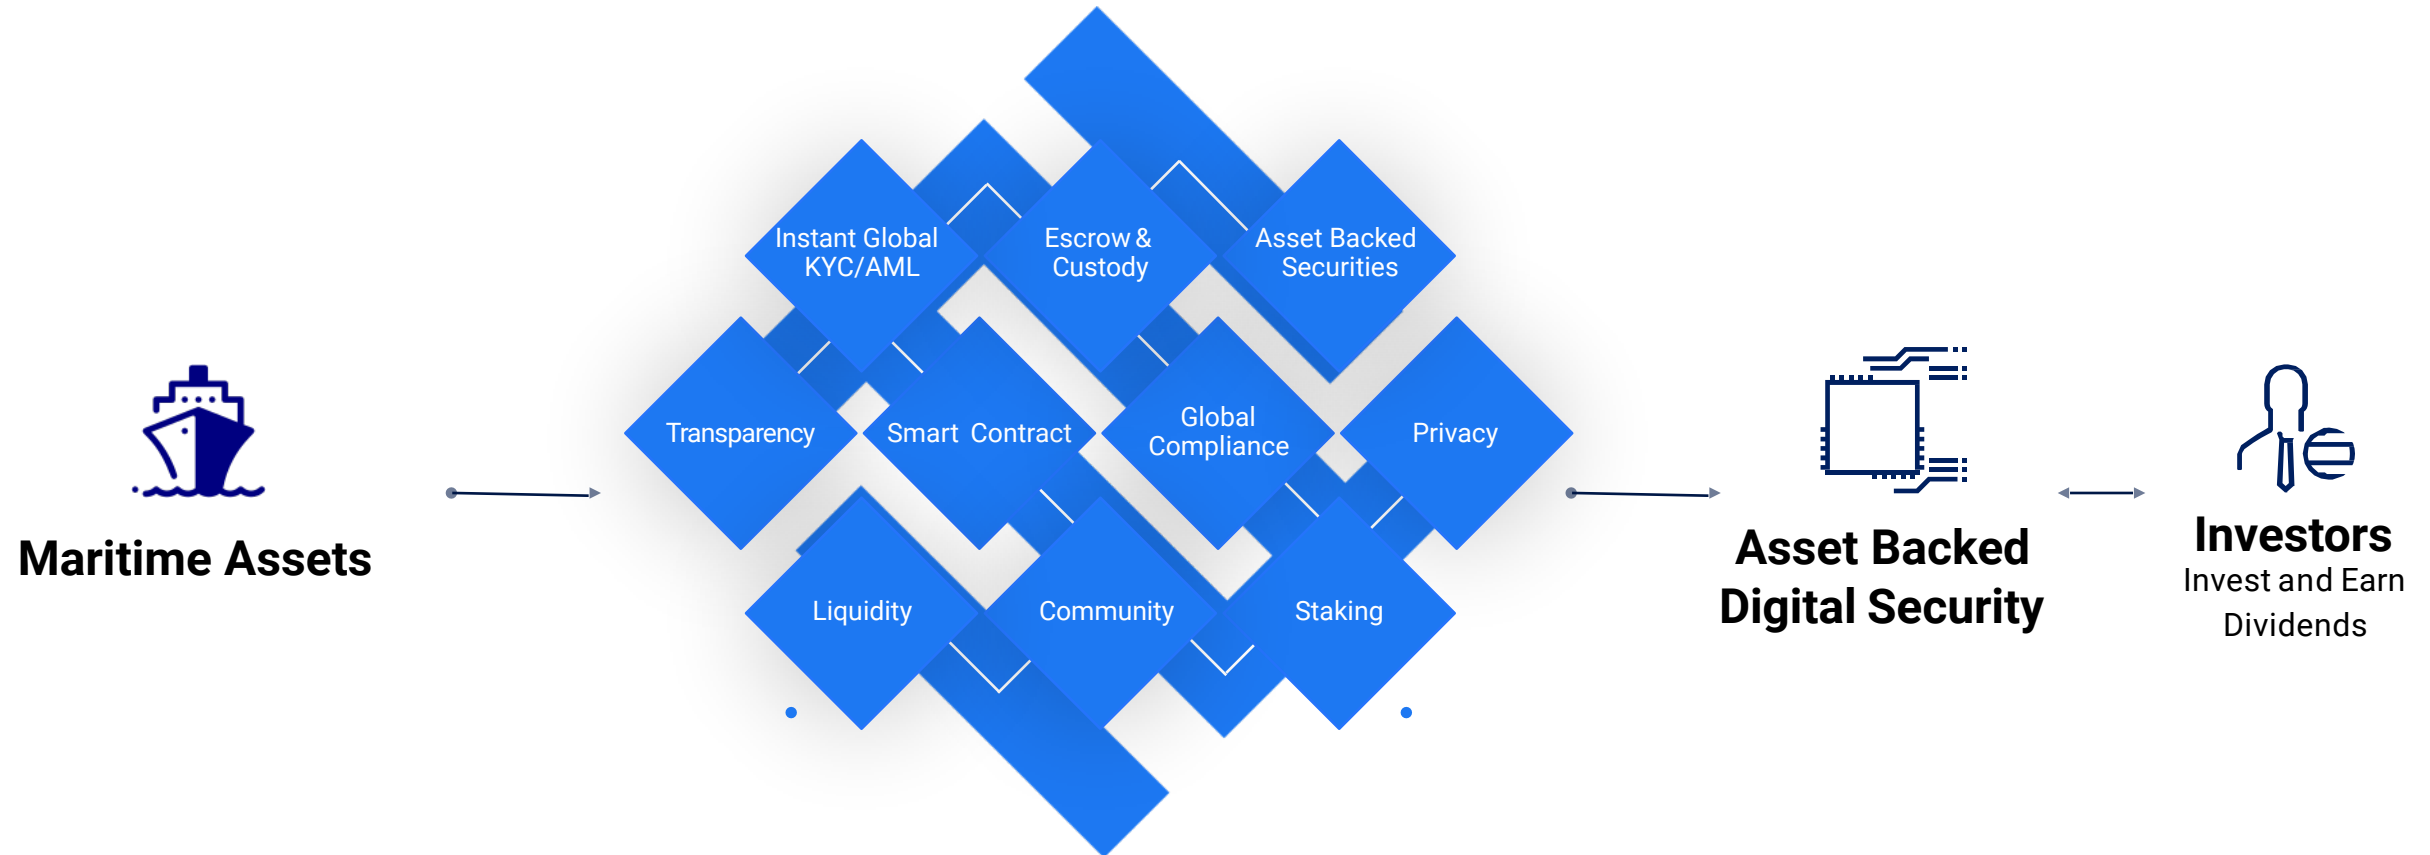 Maritime Assets
Instant Global
KYC/AML
Escrow &
Custody
Asset Backed
Securities
Transparency
Smart Contract
Global
Compliance
Privacy
Liquidity
Community
Staking
Asset Backed
Digital Security
Investors
Invest and Earn
Dividends